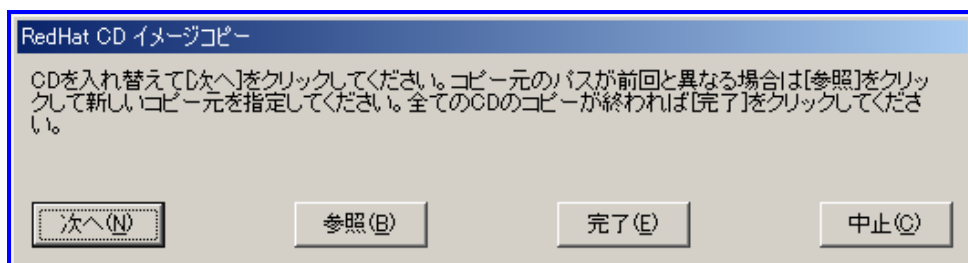 RedHat CD イメージコピー
CDを入れ替えて[次へ]をクリックしてください。コピー元のパスが前回と異なる場合は[参照]をクリッ
クして新しいコピー元を指定してください。全てのCDのコピーが終われば[完了]をクリックしてくださ
い。
次へ(N) 参照(B) 完了(E) 中止(C)